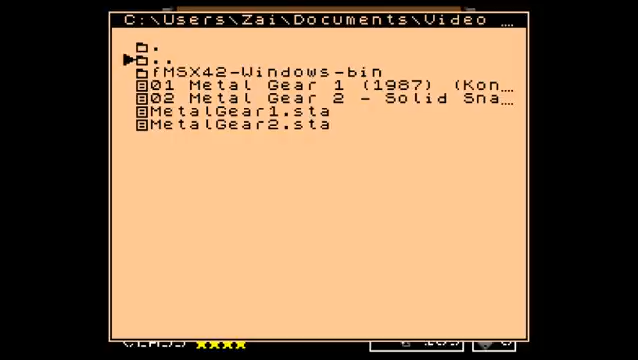 C:\Users\Zai\Documents\Video ...
.
..
fMSX42-Windows-bin
01 Metal Gear 1 (1987) (Kon...
02 Metal Gear 2 - Solid Sna...
MetalGear1.sta
MetalGear2.sta